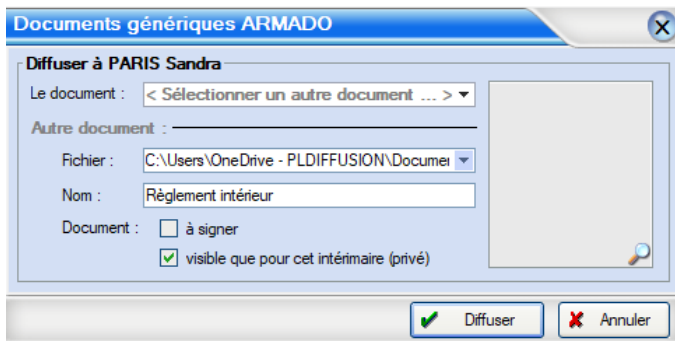 Documents génériques ARMADO
Diffuser à PARIS Sandra
Le document : < Sélectionner un autre document ... >
Autre document :
Fichier : C:\Users\OneDrive - PLDIFFUSION\Documer
Nom : Règlement intérieur
Document : à signer
visible que pour cet intérimaire (privé)
Diffuser Annuler